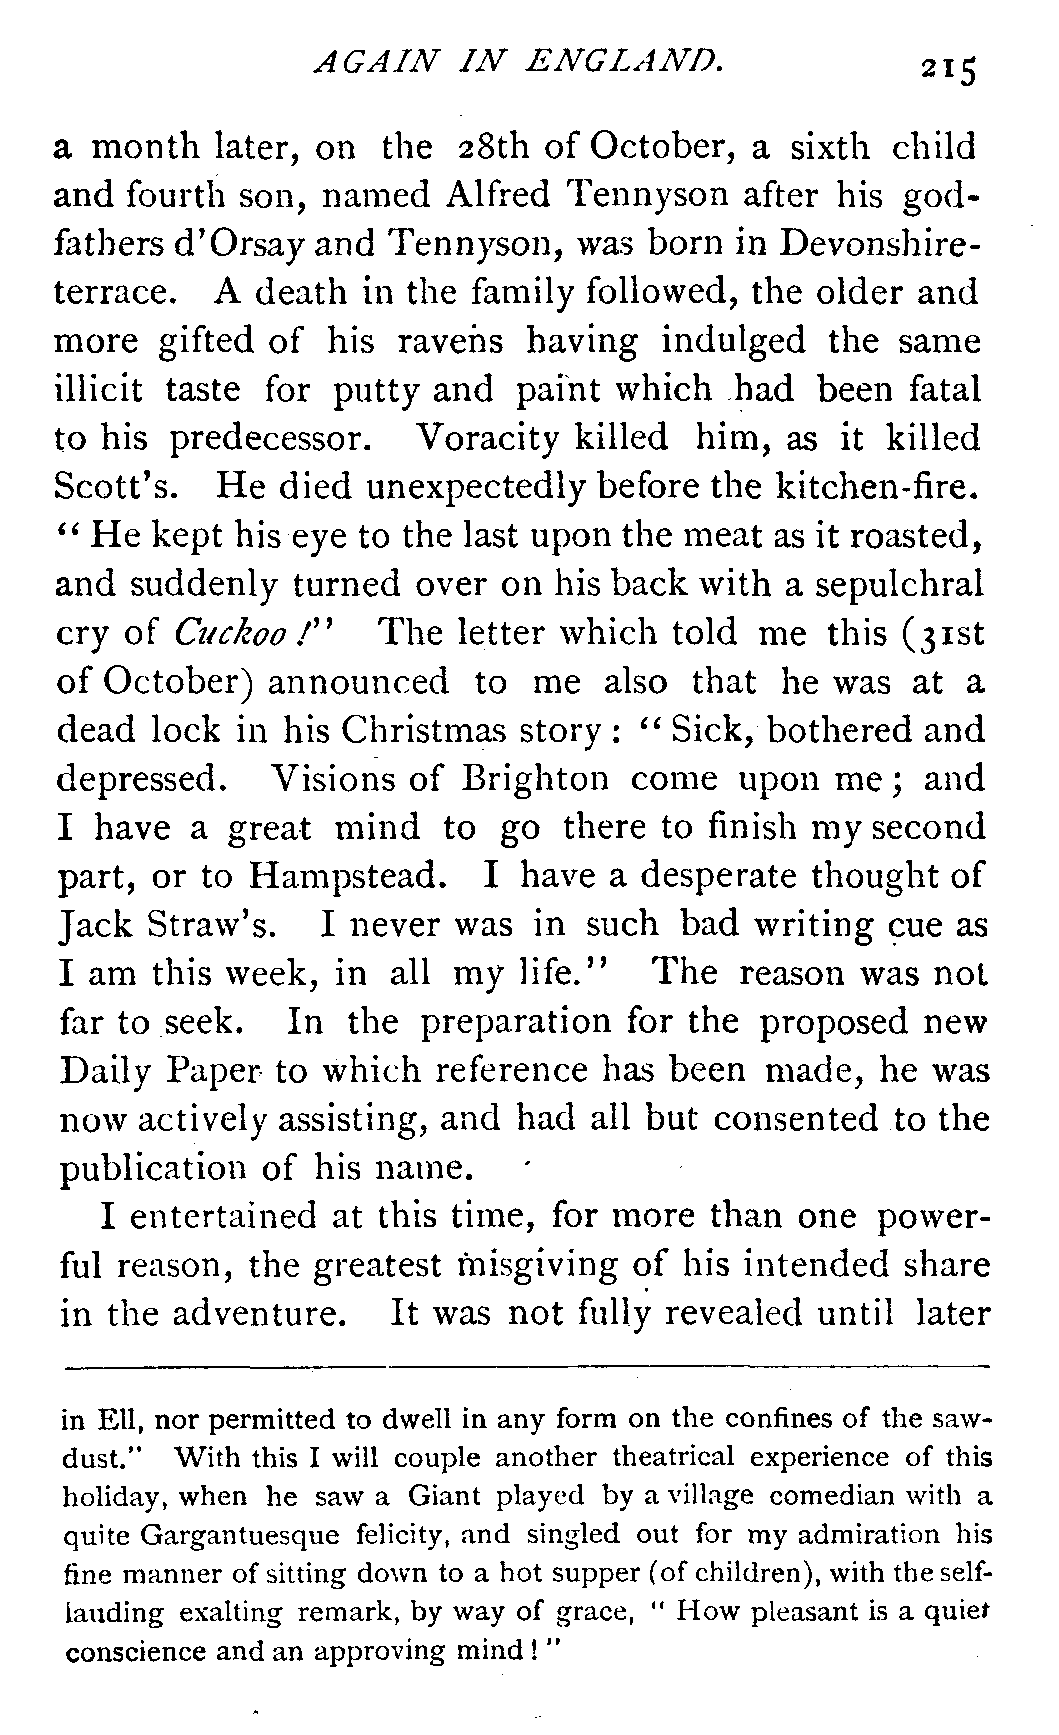 AGAIN IN ENGLAND. 215
a month later, on the 28th of October, a sixth child
and fourth son, named Alfred Tennyson after his god-
fathers d'Orsay and Tennyson, was born in Devonshire-
terrace. A death in the family followed, the older and
more gifted of his ravens having indulged the same
illicit taste for putty and paint which had been fatal
to his predecessor. Voracity killed him, as it killed
Scott's. He died unexpectedly before the kitchen-fire.
"He kept his eye to the last upon the meat as it roasted,
and suddenly turned over on his back with a sepulchral
cry of Cuckoo!" The letter which told me this (31st
of October) announced to me also that he was at a
dead lock in his Christmas story: "Sick, bothered and
depressed. Visions of Brighton come upon me; and
I have a great mind to go there to finish my second
part, or to Hampstead. I have a desperate thought of
Jack Straw's. I never was in such bad writing cue as
I am this week, in all my life." The reason was not
far to seek. In the preparation for the proposed new
Daily Paper to which reference has been made, he was
now actively assisting, and had all but consented to the
publication of his name.
I entertained at this time, for more than one power-
ful reason, the greatest misgiving of his intended share
in the adventure. It was not fully revealed until later
in Ell, nor permitted to dwell in any form on the confines of the saw-
dust." With this I will couple another theatrical experience of this
holiday, when he saw a Giant played by a village comedian with a
quite Gargantuesque felicity, and singled out for my admiration his
fine manner of sitting down to a hot supper (of children), with the self-
lauding exalting remark, by way of grace, "How pleasant is a quiet
conscience and an approving mind!"